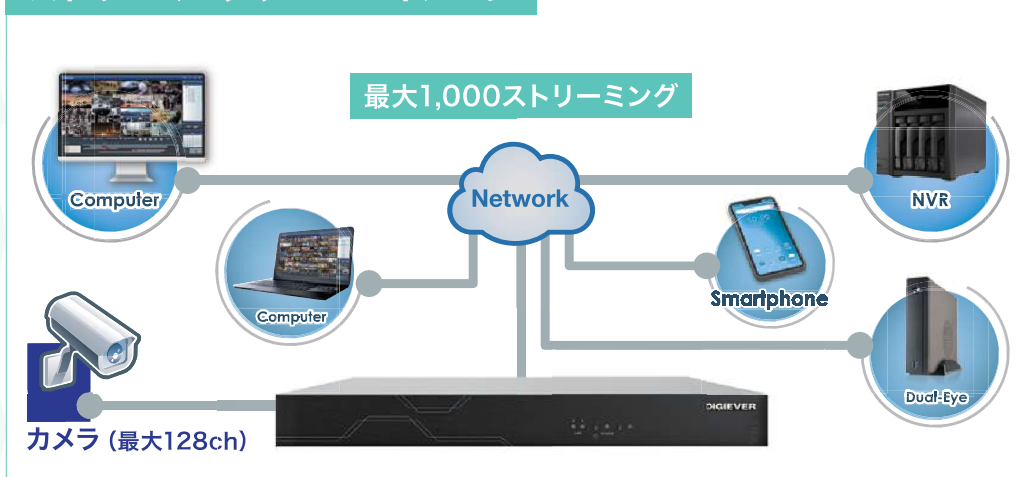 最大1,000ストリーミング
Computer
Network
NVR
Computer
Smartphone
Dual-Eye
DIGIEVER
カメラ（最大128ch）